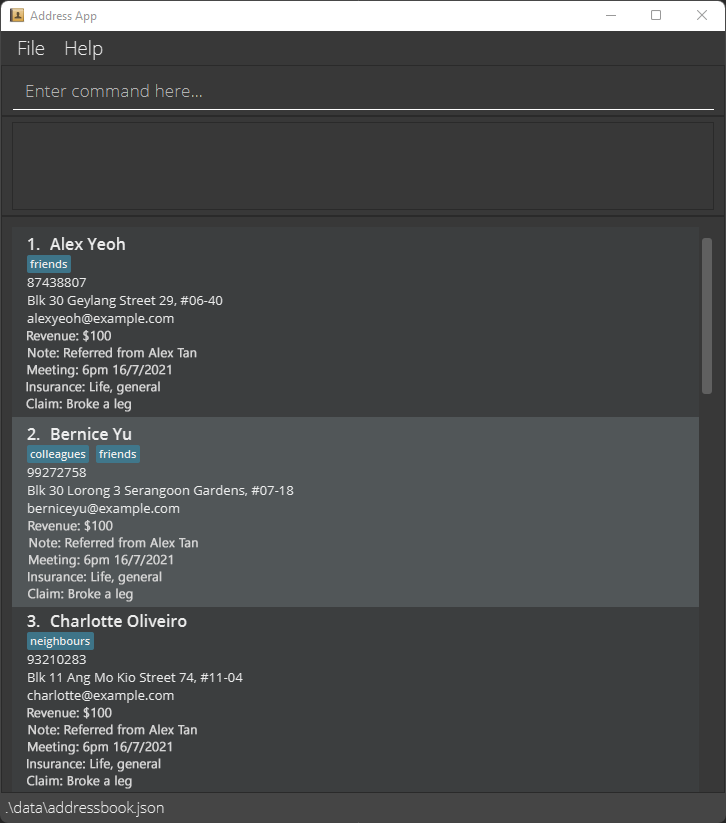 Address App
File Help
Enter command here...
1. Alex Yeoh
friends
87438807
Blk 30 Geylang Street 29, #06-40
alexyeoh@example.com
Revenue: $100
Note: Referred from Alex Tan
Meeting: 6pm 16/7/2021
Insurance: Life, general
Claim: Broke a leg
2. Bernice Yu
colleagues friends
99272758
Blk 30 Lorong 3 Serangoon Gardens, #07-18
berniceyu@example.com
Revenue: $100
Note: Referred from Alex Tan
Meeting: 6pm 16/7/2021
Insurance: Life, general
Claim: Broke a leg
3. Charlotte Oliveiro
neighbours
93210283
Blk 11 Ang Mo Kio Street 74, #11-04
charlotte@example.com
Revenue: $100
Note: Referred from Alex Tan
Meeting: 6pm 16/7/2021
Insurance: Life, general
Claim: Broke a leg
.\data\addressbook.json